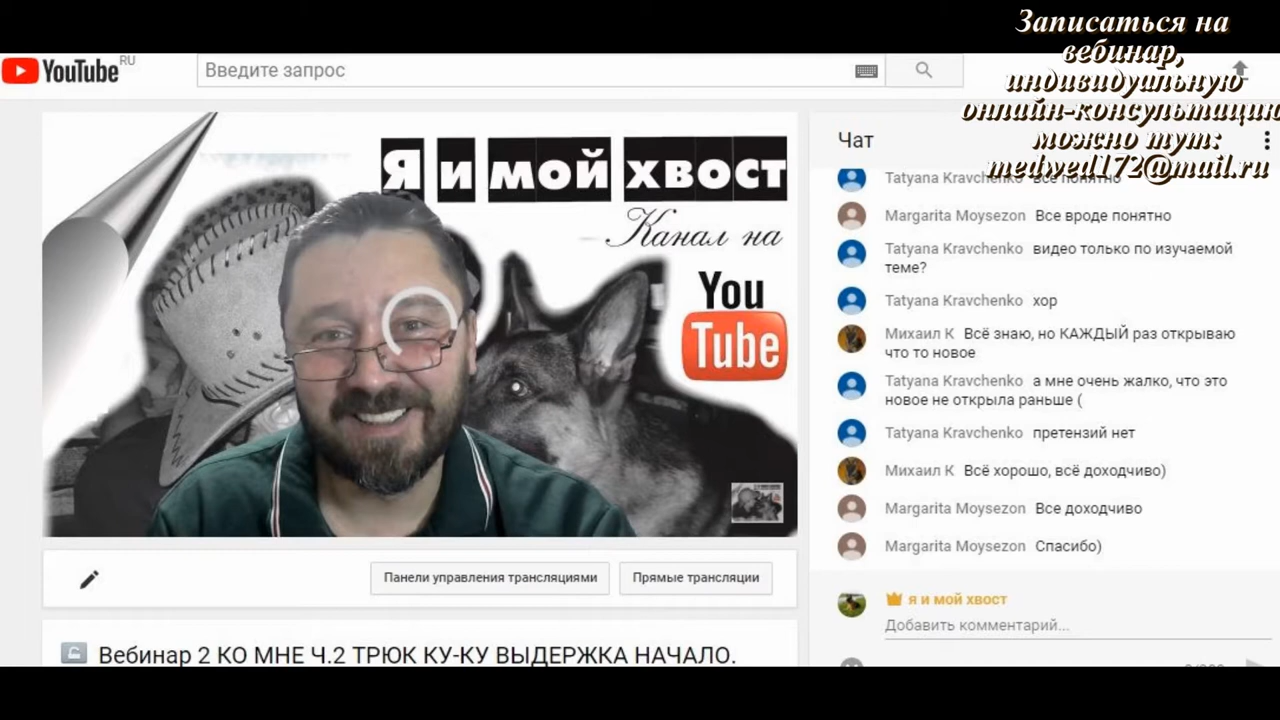 Записаться на
вебинар,
индивидуальную
онлайн-консультацию
можно тут:
medved172@mail.ru
YouTube RU
Введите запрос
Я И МОЙ ХВОСТ
Канал на
You
Tube
Чат
Tatyana Kravchenko Все понятно
Margarita Moysezon Все вроде понятно
Tatyana Kravchenko видео только по изучаемой
теме?
Tatyana Kravchenko хор
Михаил К Всё знаю, но КАЖДЫЙ раз открываю
что то новое
Tatyana Kravchenko а мне очень жалко, что это
новое не открыла раньше (
Tatyana Kravchenko претензий нет
Михаил К Всё хорошо, всё доходчиво)
Margarita Moysezon Все доходчиво
Margarita Moysezon Спасибо)
я и мой хвост
Добавить комментарий...
Панели управления трансляциями
Прямые трансляции
Вебинар 2 КО МНЕ Ч.2 ТРЮК КУ-КУ ВЫДЕРЖКА НАЧАЛО.